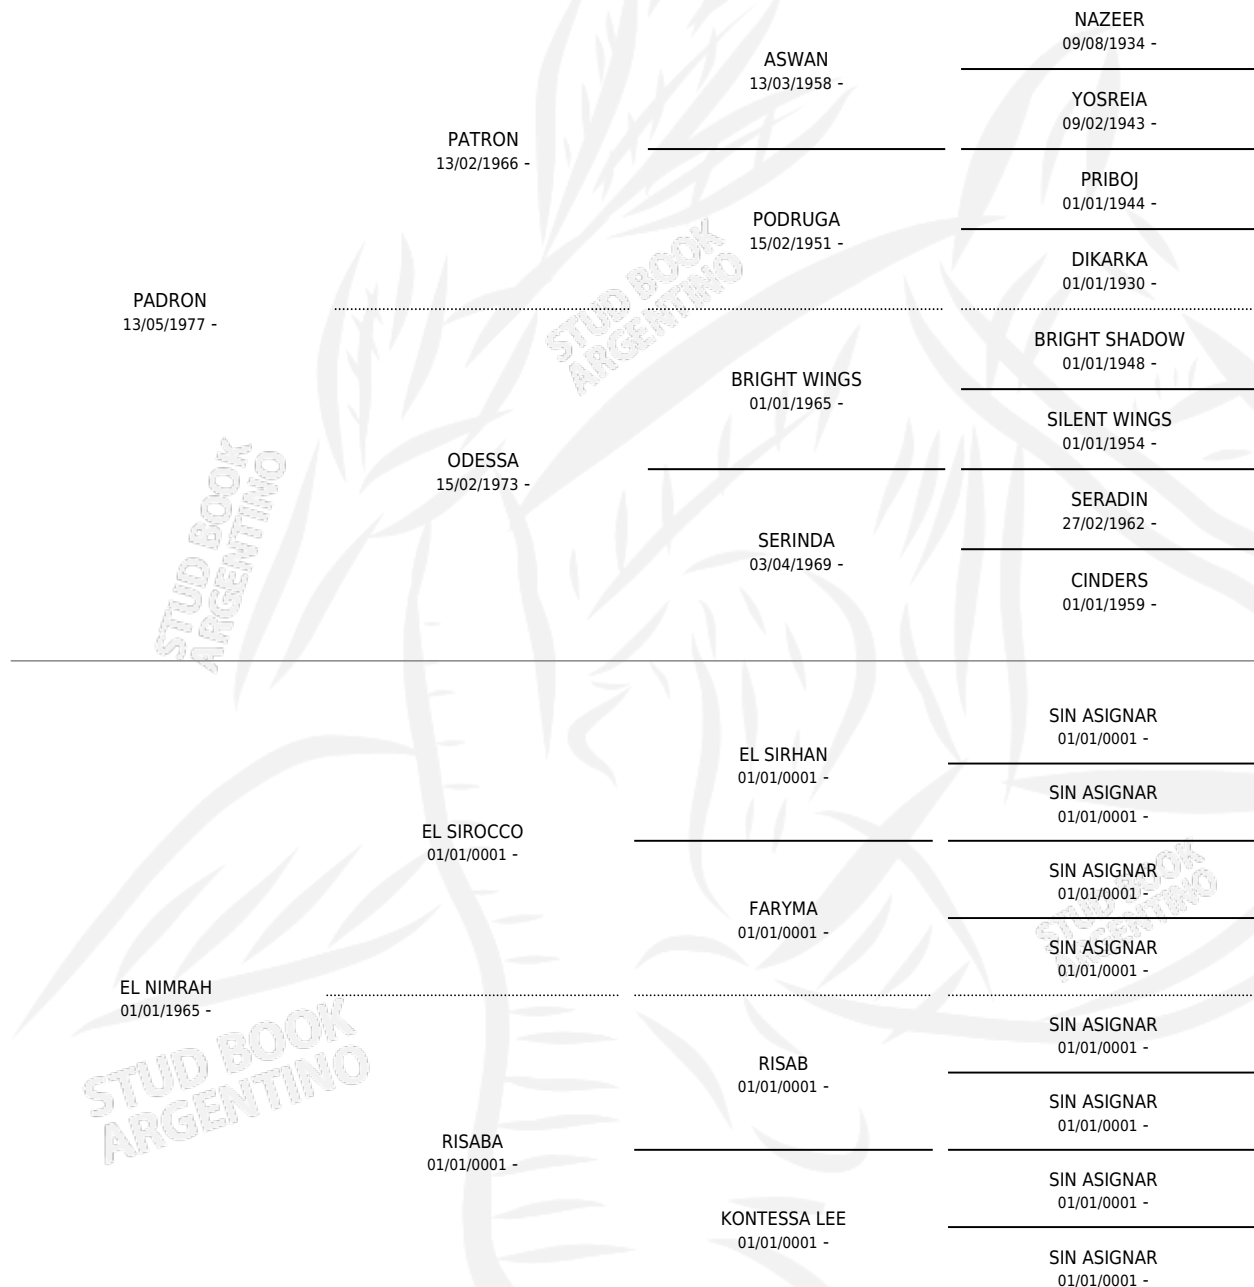 NAZEER
09/08/1934 -
ASWAN
13/03/1958 -
YOSREIA
09/02/1943 -
PATRON
13/02/1966 -
PRIBOJ
01/01/1944 -
PODRUGA
15/02/1951 -
DIKARKA
01/01/1930 -
PADRON
13/05/1977 -
BRIGHT SHADOW
01/01/1948 -
BRIGHT WINGS
01/01/1965 -
SILENT WINGS
01/01/1954 -
ODESSA
15/02/1973 -
SERADIN
27/02/1962 -
SERINDA
03/04/1969 -
CINDERS
01/01/1959 -
STUD BOOK
ARGENTINO
STUD BOOK
ARGENTINO
SIN ASIGNAR
01/01/0001 -
EL SIRHAN
01/01/0001 -
SIN ASIGNAR
01/01/0001 -
EL SIROCCO
01/01/0001 -
SIN ASIGNAR
01/01/0001 -
FARYMA
01/01/0001 -
SIN ASIGNAR
01/01/0001 -
EL NIMRAH
01/01/1965 -
SIN ASIGNAR
01/01/0001 -
RISAB
01/01/0001 -
SIN ASIGNAR
01/01/0001 -
RISABA
01/01/0001 -
SIN ASIGNAR
01/01/0001 -
KONTESSA LEE
01/01/0001 -
SIN ASIGNAR
01/01/0001 -
STUD BOOK
ARGENTINO
STUD BOOK
ARGENTINO